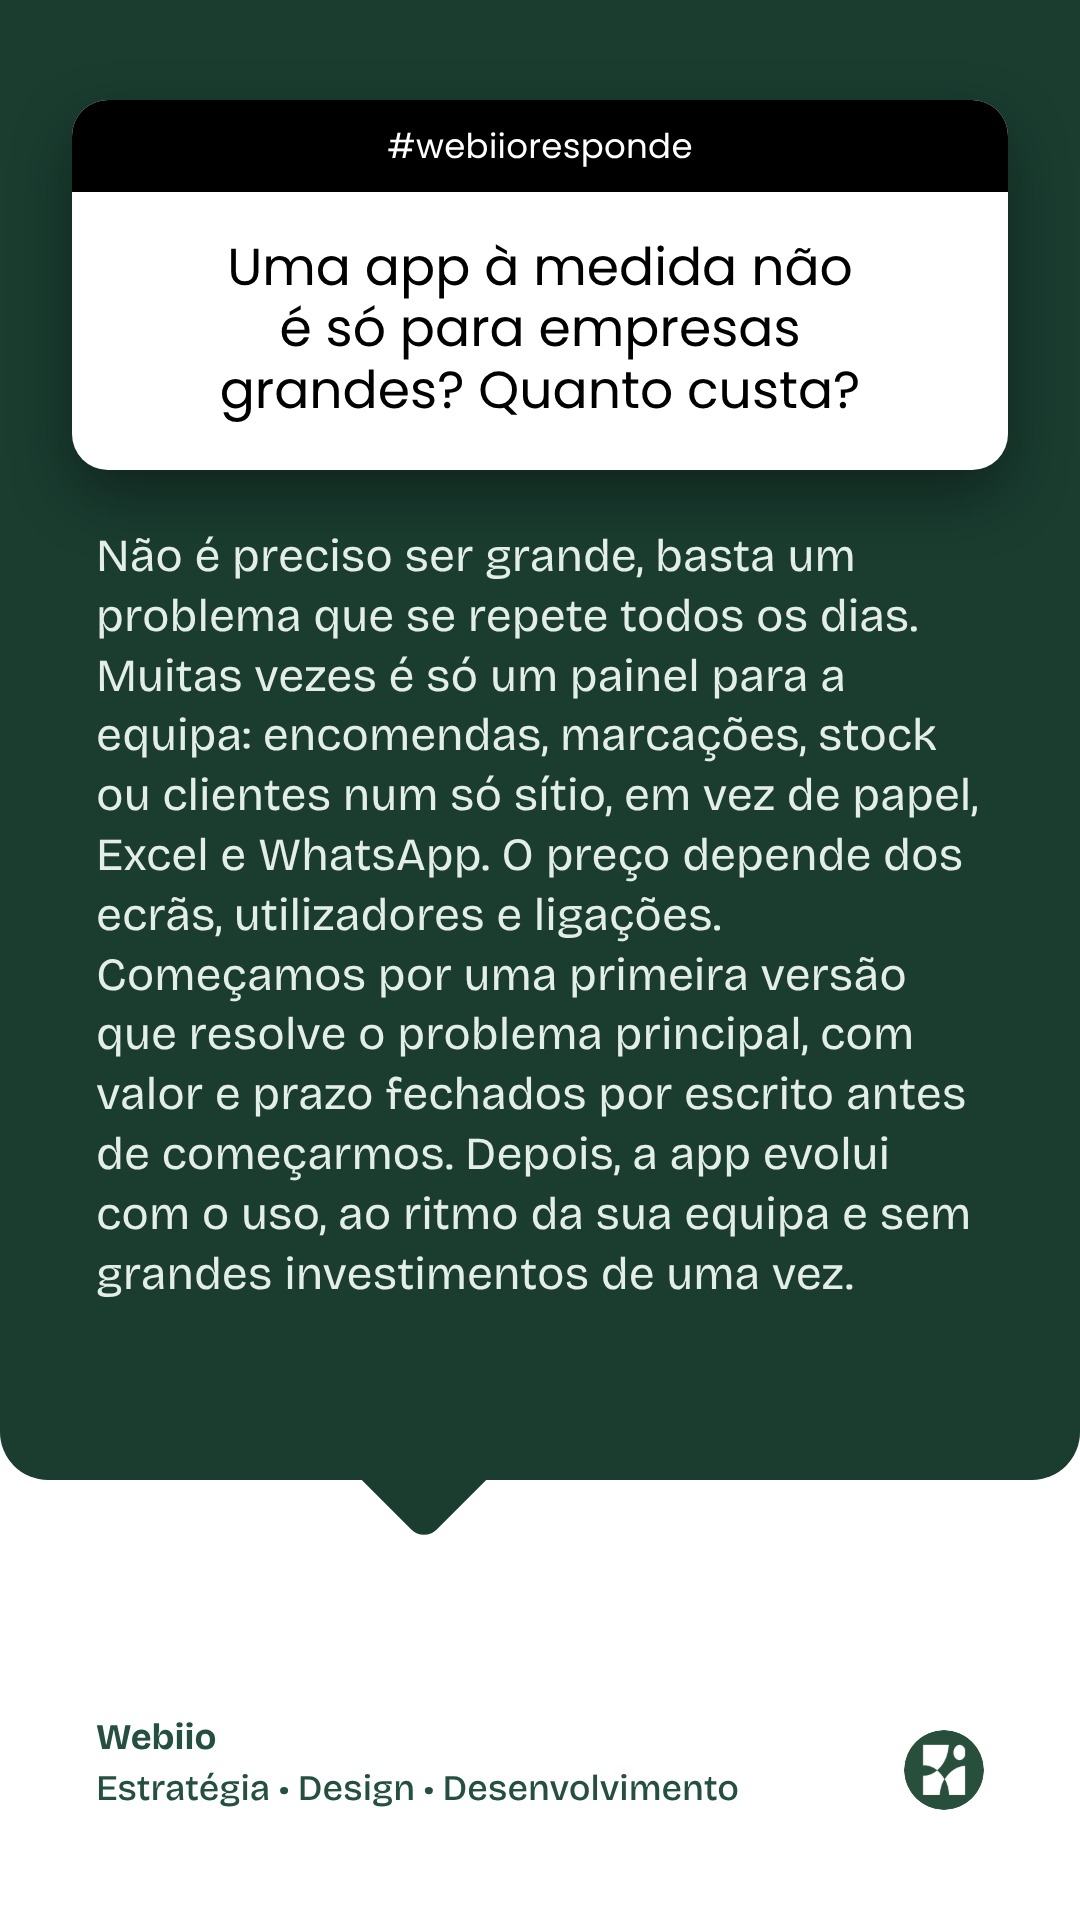 #webiioresponde
Uma app à medida não
é só para empresas
grandes? Quanto custa?
Não é preciso ser grande, basta um
problema que se repete todos os dias.
Muitas vezes é só um painel para a
equipa: encomendas, marcações, stock
ou clientes num só sítio, em vez de papel,
Excel e WhatsApp. O preço depende dos
ecrãs, utilizadores e ligações.
Começamos por uma primeira versão
que resolve o problema principal, com
valor e prazo fechados por escrito antes
de começarmos. Depois, a app evolui
com o uso, ao ritmo da sua equipa e sem
grandes investimentos de uma vez.
Webiio
Estratégia • Design • Desenvolvimento